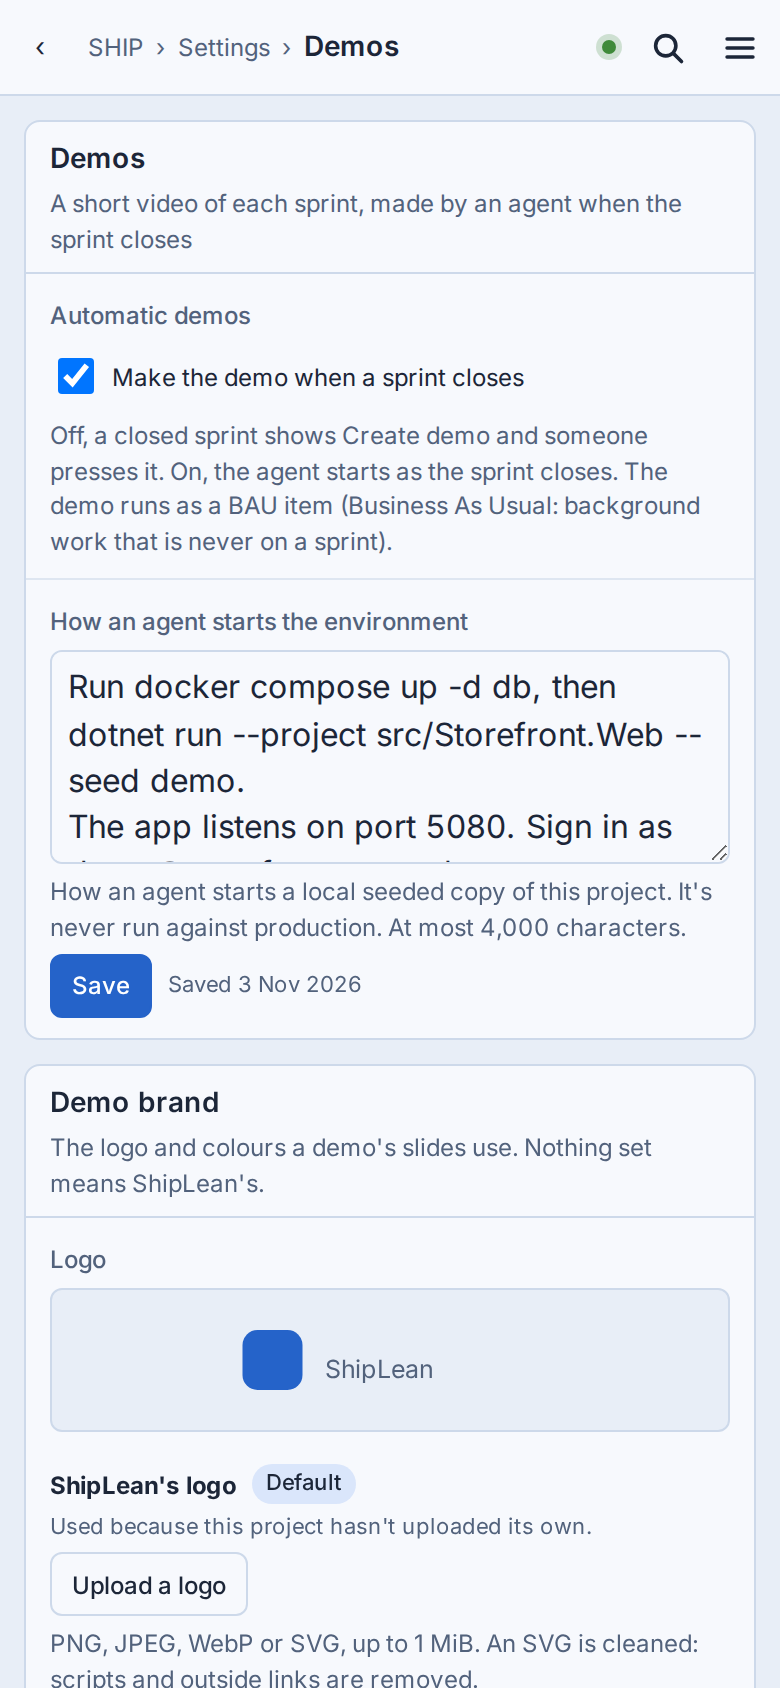 SHIP › Settings › Demos
Demos
A short video of each sprint, made by an agent when the
sprint closes
Automatic demos
Make the demo when a sprint closes
Off, a closed sprint shows Create demo and someone
presses it. On, the agent starts as the sprint closes. The
demo runs as a BAU item (Business As Usual: background
work that is never on a sprint).
How an agent starts the environment
Run docker compose up -d db, then
dotnet run --project src/Storefront.Web --
seed demo.
The app listens on port 5080. Sign in as
How an agent starts a local seeded copy of this project. It's
never run against production. At most 4,000 characters.
Save Saved 3 Nov 2026
Demo brand
The logo and colours a demo's slides use. Nothing set
means ShipLean's.
Logo
ShipLean
ShipLean's logo Default
Used because this project hasn't uploaded its own.
Upload a logo
PNG, JPEG, WebP or SVG, up to 1 MiB. An SVG is cleaned:
scripts and outside links are removed.